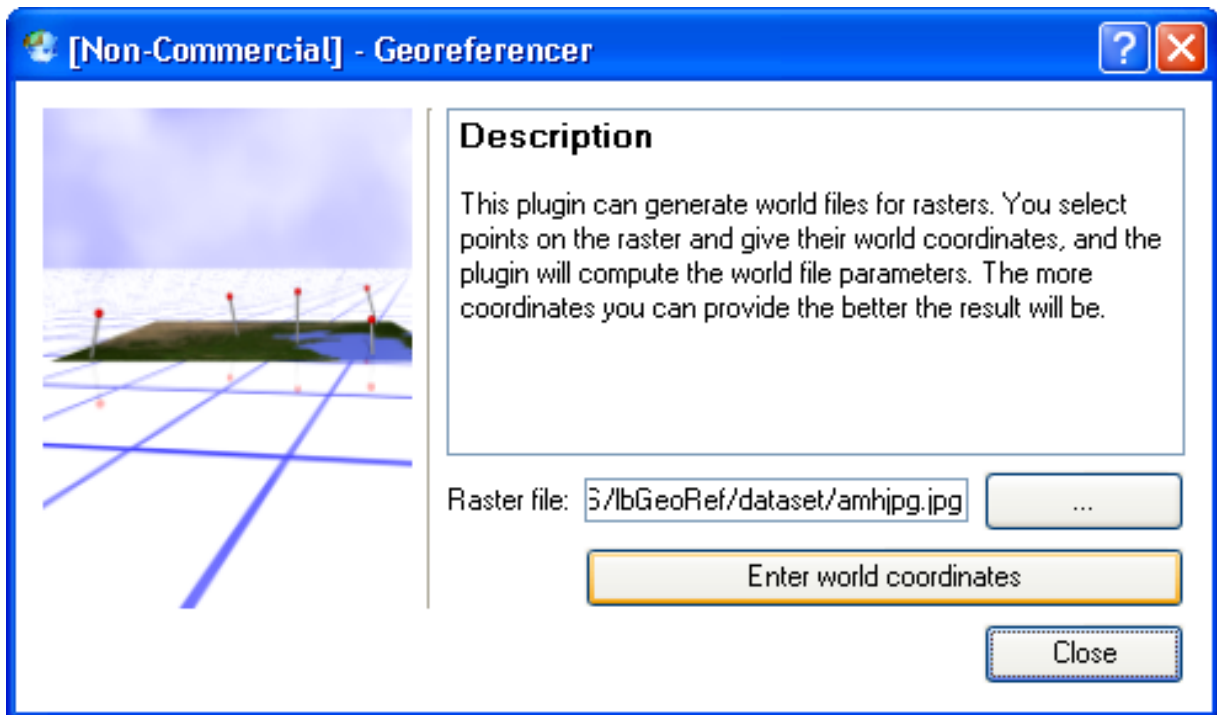 [Non-Commercial] - Georeferencer
Description
This plugin can generate world files for rasters. You select
points on the raster and give their world coordinates, and the
plugin will compute the world file parameters. The more
coordinates you can provide the better the result will be.
Raster file: S/lbGeoRef/dataset/amhjpg.jpg ...
Enter world coordinates
Close